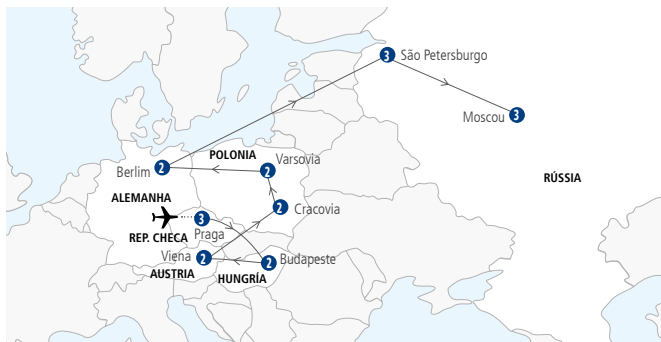 3 São Petersburgo
Moscou 3
POLONIA
Varsovia
2
Berlim 2
RÚSSIA
ALEMANHA
2 Cracovia
3
REP. CHECA
Praga
Viena 2
2 Budapeste
AUSTRIA
HUNGRÍA